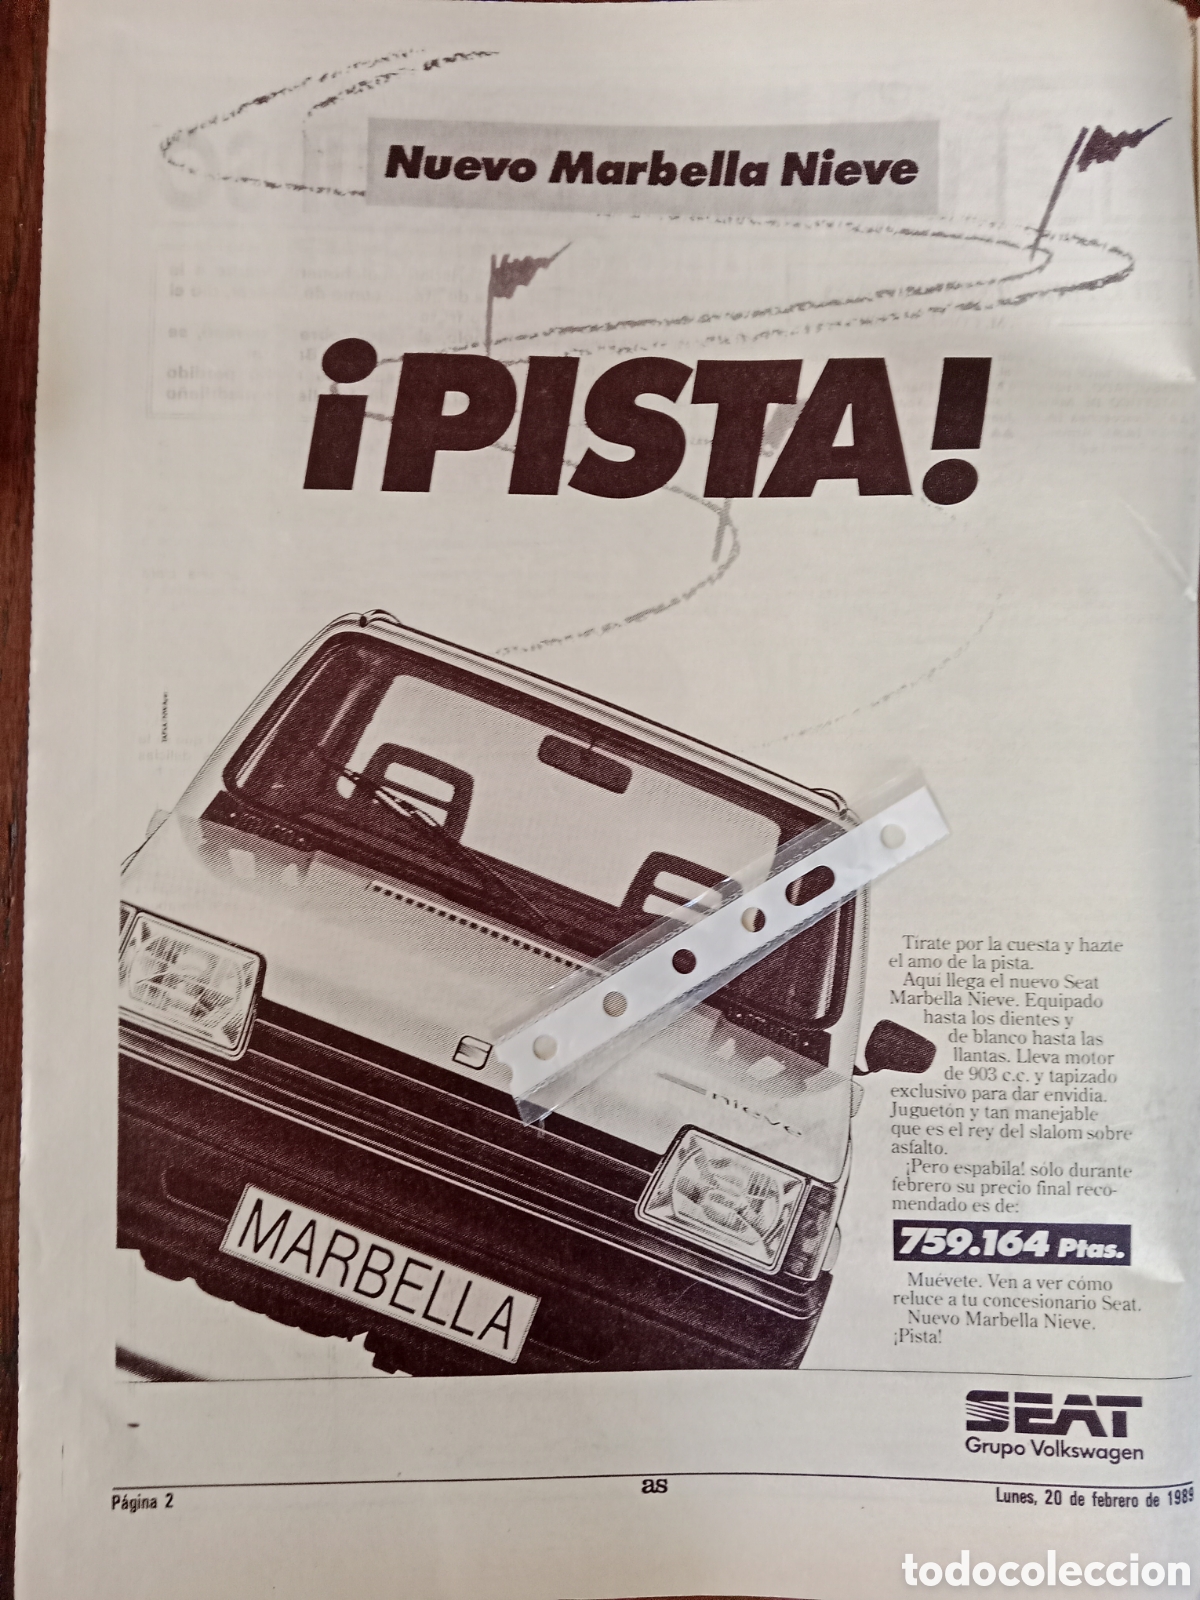 Nuevo Marbella Nieve
¡PISTA!
nieve
MARBELLA
Tírate por la cuesta y hazte
el amo de la pista.
Aquí llega el nuevo Seat
Marbella Nieve. Equipado
hasta los dientes y
de blanco hasta las
llantas. Lleva motor
de 903 c.c. y tapizado
exclusivo para dar envidia.
Juguetón y tan manejable
que es el rey del slalom sobre
asfalto.
¡Pero espabila! sólo durante
febrero su precio final reco-
mendado es de:
759.164 Ptas.
Muévete. Ven a ver cómo
reluce a tu concesionario Seat.
Nuevo Marbella Nieve.
¡Pista!
SEAT
Grupo Volkswagen
Página 2
as
Lunes, 20 de febrero de 1989
todocoleccion